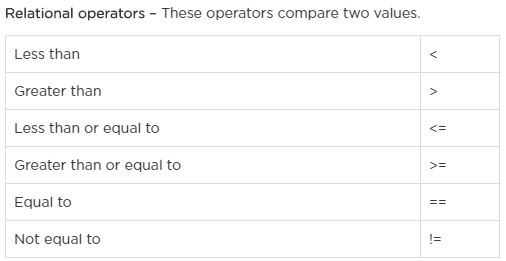 Relational operators – These operators compare two values.
Less than <
Greater than >
Less than or equal to <=
Greater than or equal to >=
Equal to ==
Not equal to !=